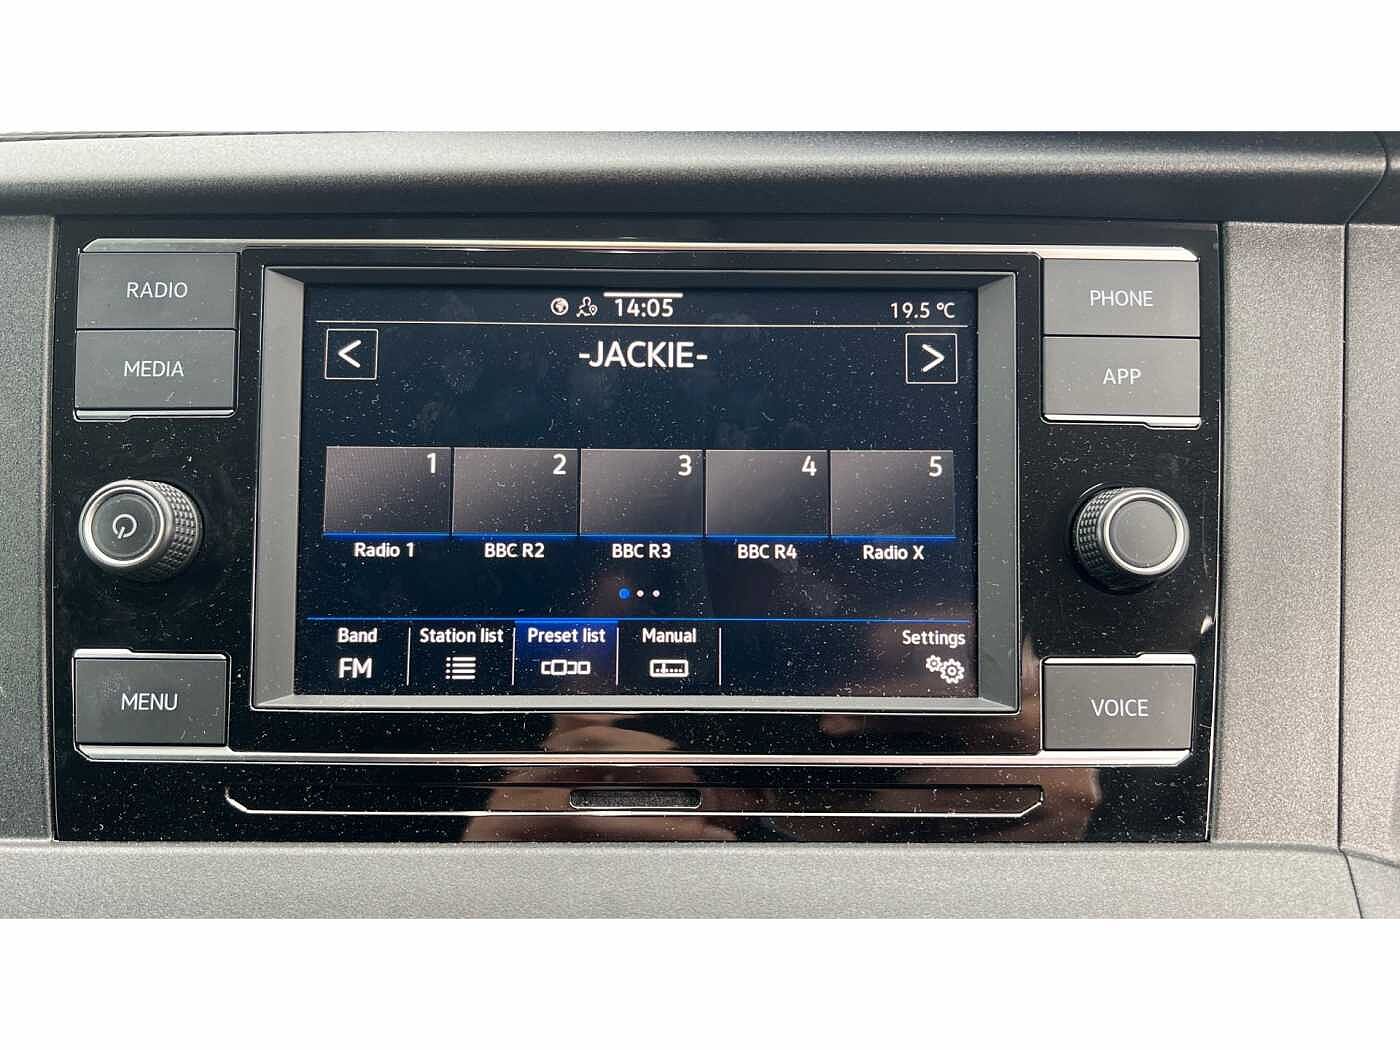 RADIO
MEDIA
MENU
14:05
19.5 °C
<
-JACKIE-
>
1 2 3 4 5
Radio 1 BBC R2 BBC R3 BBC R4 Radio X
Band Station list Preset list Manual Settings
FM
PHONE
APP
VOICE